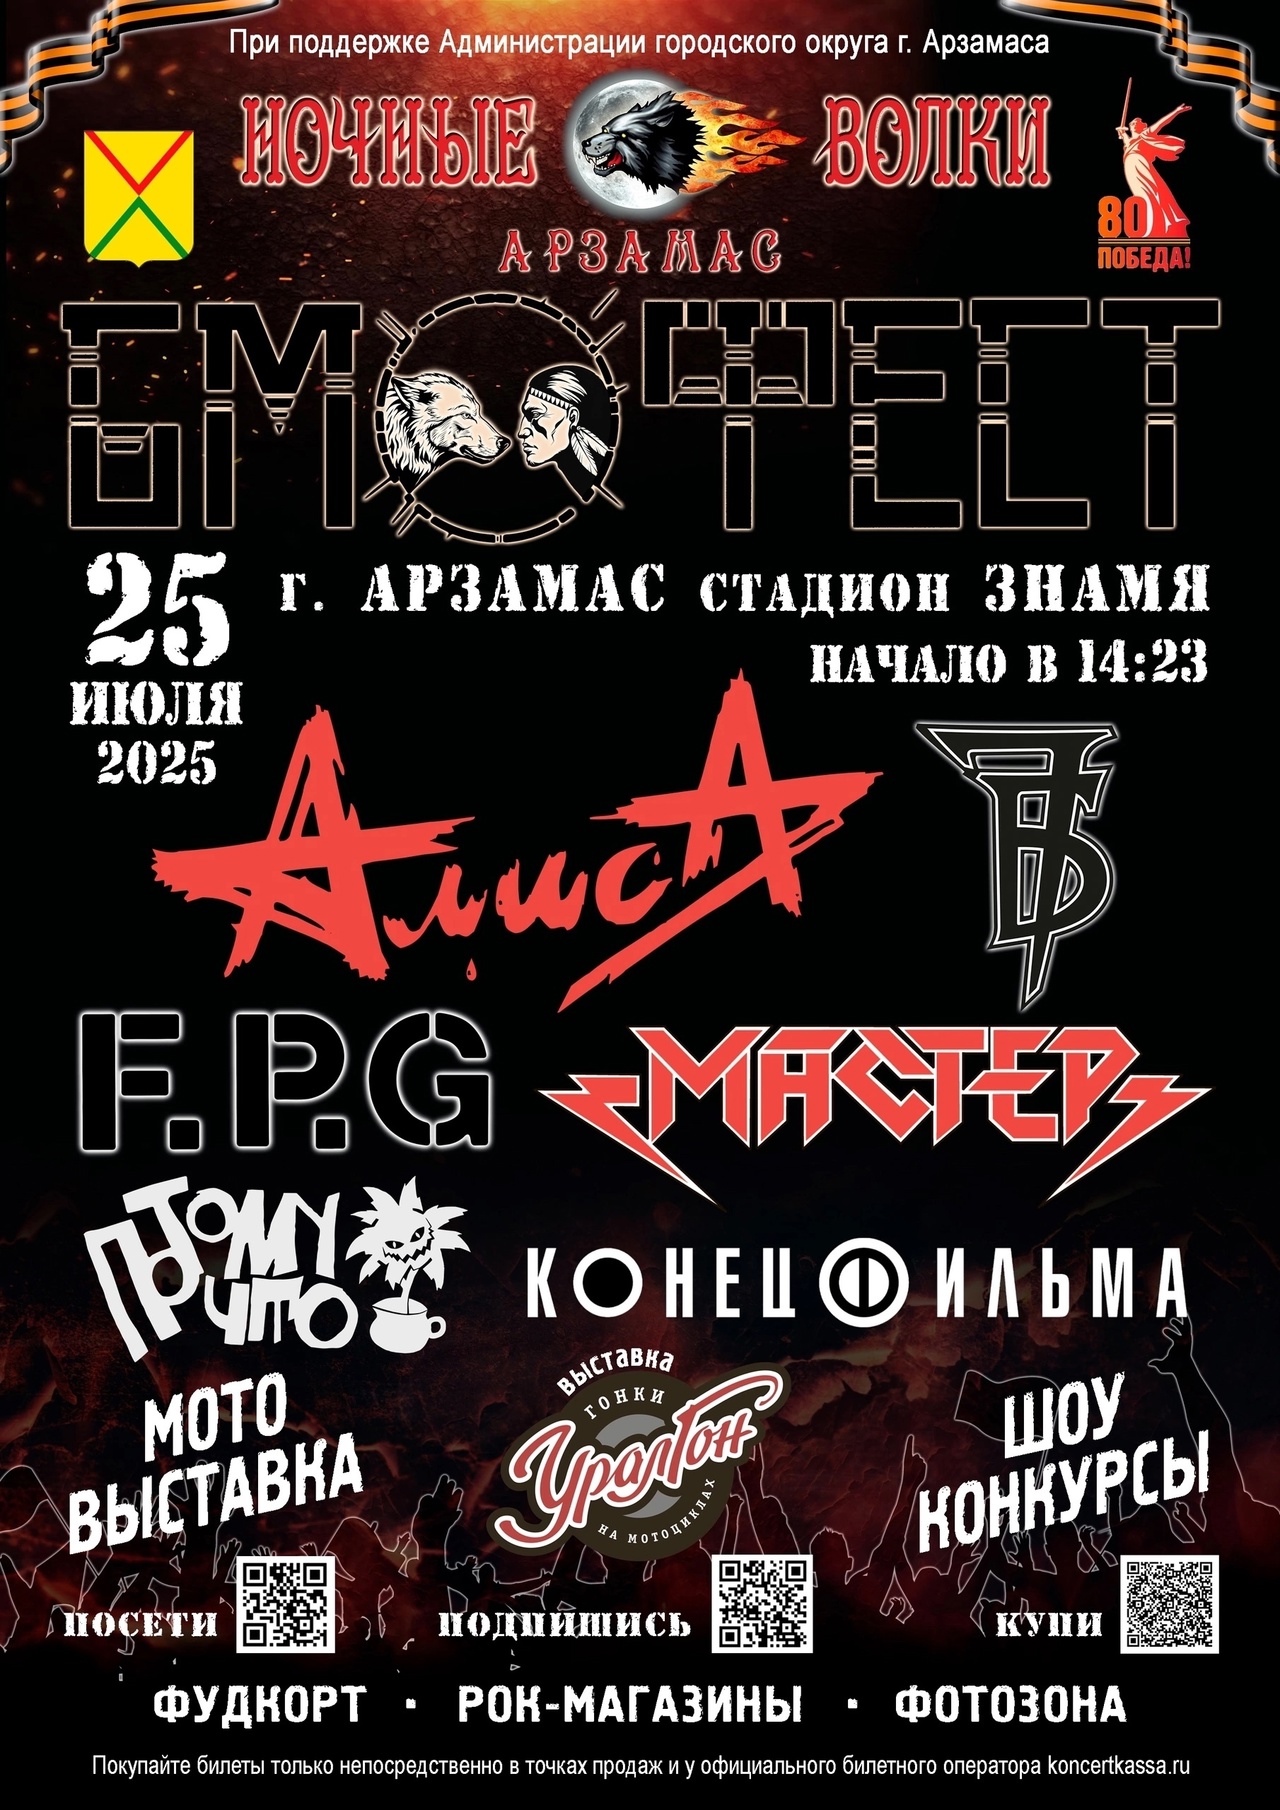 При поддержке Администрации городского округа г. Арзамаса
НОЧНЫЕ ВОЛКИ
АРЗАМАС
80
ПОБЕДА!
БМОФЕСТ
25
ИЮЛЯ
2025
г. АРЗАМАС СТАДИОН ЗНАМЯ
НАЧАЛО В 14:23
АлисА
F.P.G
МАСТЕР
ПОТОМУ
ЧТО
КОНЕЦ ФИЛЬМА
МОТО
ВЫСТАВКА
ВЫСТАВКА
ГОНКИ
УралГон
НА МОТОЦИКЛАХ
ШОУ
КОНКУРСЫ
ПОСЕТИ
ПОДПИШИСЬ
КУПИ
ФУДКОРТ · РОК-МАГАЗИНЫ · ФОТОЗОНА
Покупайте билеты только непосредственно в точках продаж и у официального билетного оператора koncertkassa.ru